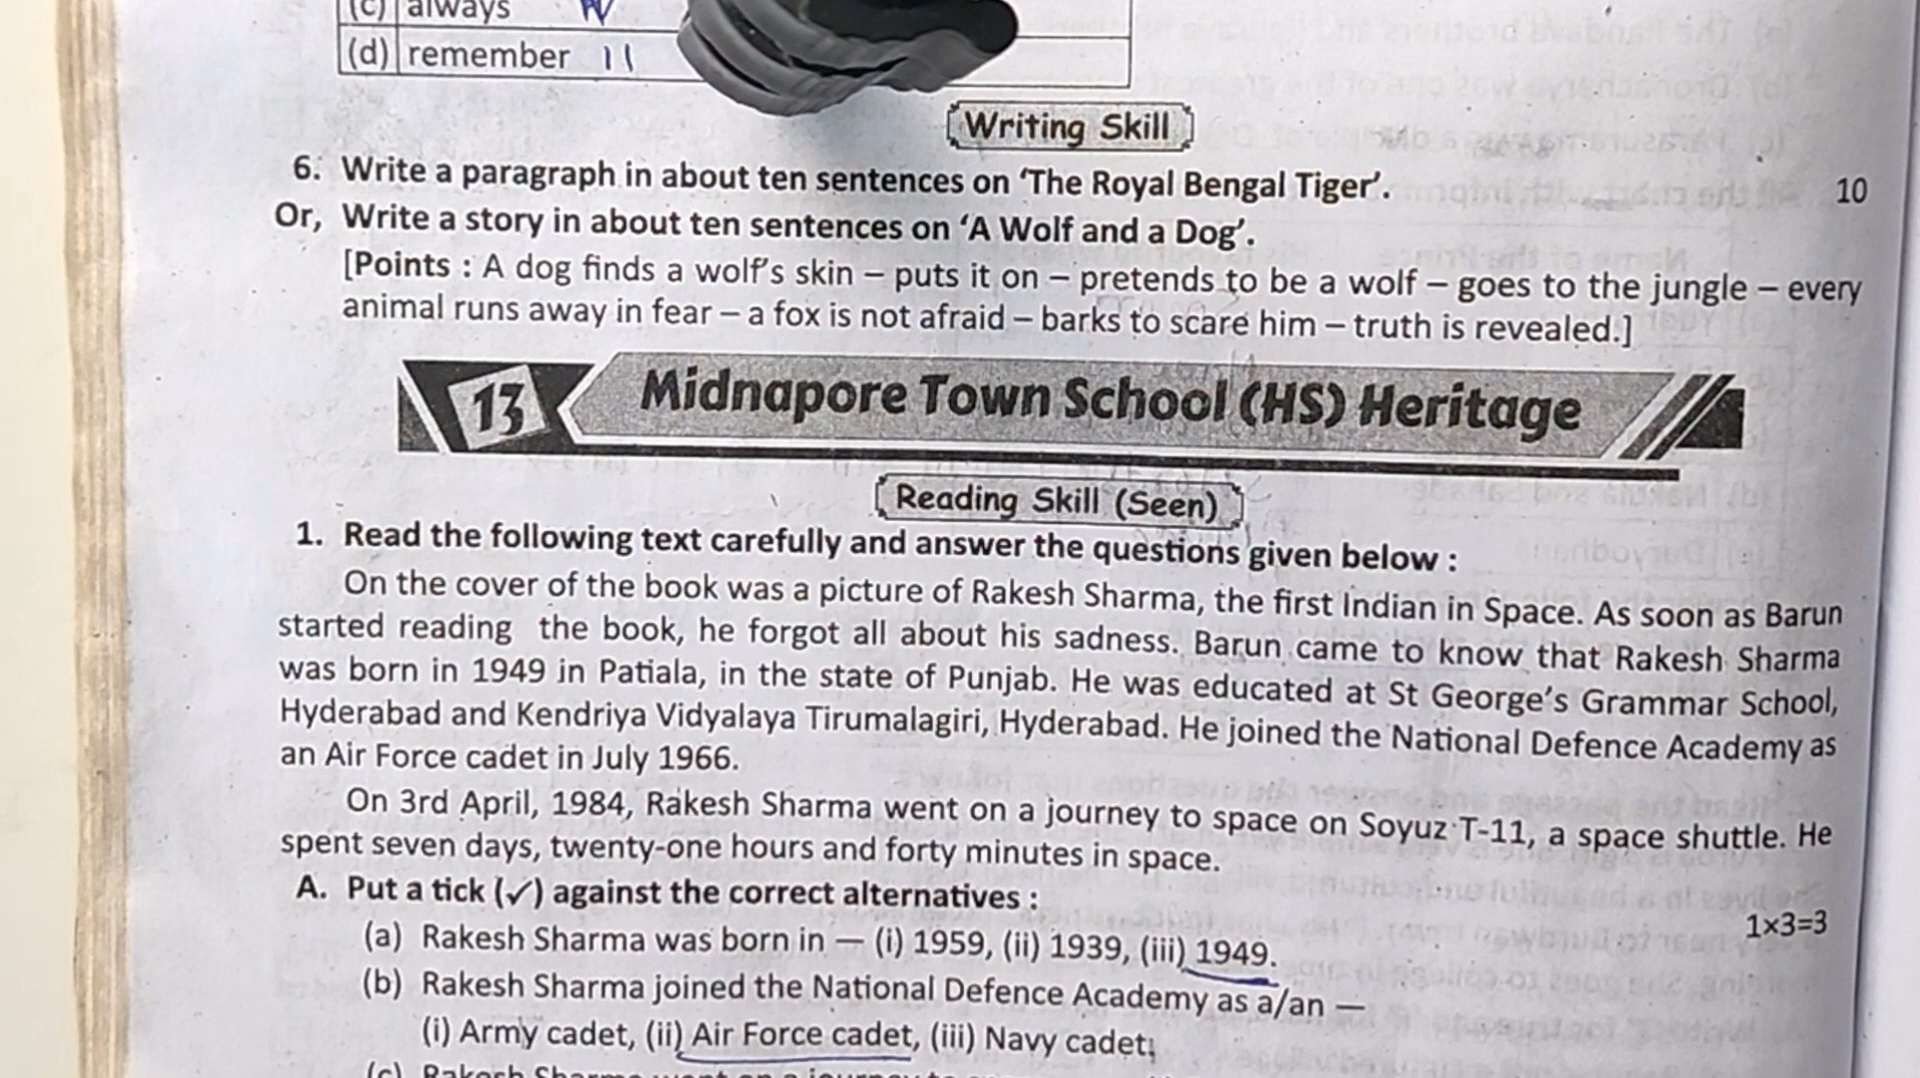 (c) always
(d) remember 11
Writing Skill
6. Write a paragraph in about ten sentences on ‘The Royal Bengal Tiger’. 10
Or, Write a story in about ten sentences on ‘A Wolf and a Dog’.
[Points : A dog finds a wolf’s skin – puts it on – pretends to be a wolf – goes to the jungle – every
animal runs away in fear – a fox is not afraid – barks to scare him – truth is revealed.]
13 Midnapore Town School (HS) Heritage
Reading Skill (Seen)
1. Read the following text carefully and answer the questions given below :
On the cover of the book was a picture of Rakesh Sharma, the first Indian in Space. As soon as Barun
started reading the book, he forgot all about his sadness. Barun came to know that Rakesh Sharma
was born in 1949 in Patiala, in the state of Punjab. He was educated at St George’s Grammar School,
Hyderabad and Kendriya Vidyalaya Tirumalagiri, Hyderabad. He joined the National Defence Academy as
an Air Force cadet in July 1966.
On 3rd April, 1984, Rakesh Sharma went on a journey to space on Soyuz T-11, a space shuttle. He
spent seven days, twenty-one hours and forty minutes in space.
A. Put a tick (✓) against the correct alternatives : 1×3=3
(a) Rakesh Sharma was born in — (i) 1959, (ii) 1939, (iii) 1949.
(b) Rakesh Sharma joined the National Defence Academy as a/an —
(i) Army cadet, (ii) Air Force cadet, (iii) Navy cadet.
(c) Rakesh Sharma went on a journey to